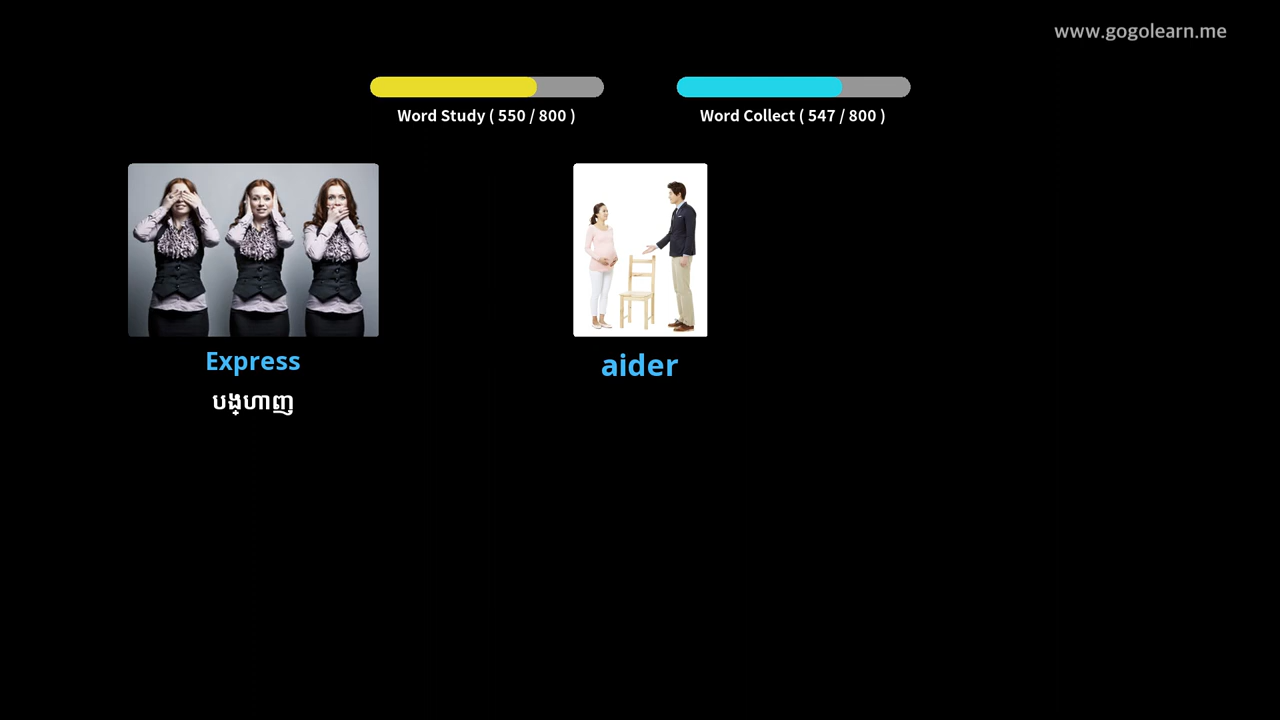 www.gogolearn.me
Word Study ( 550 / 800 )
Word Collect ( 547 / 800 )
Express
បង្ហាញ
aider